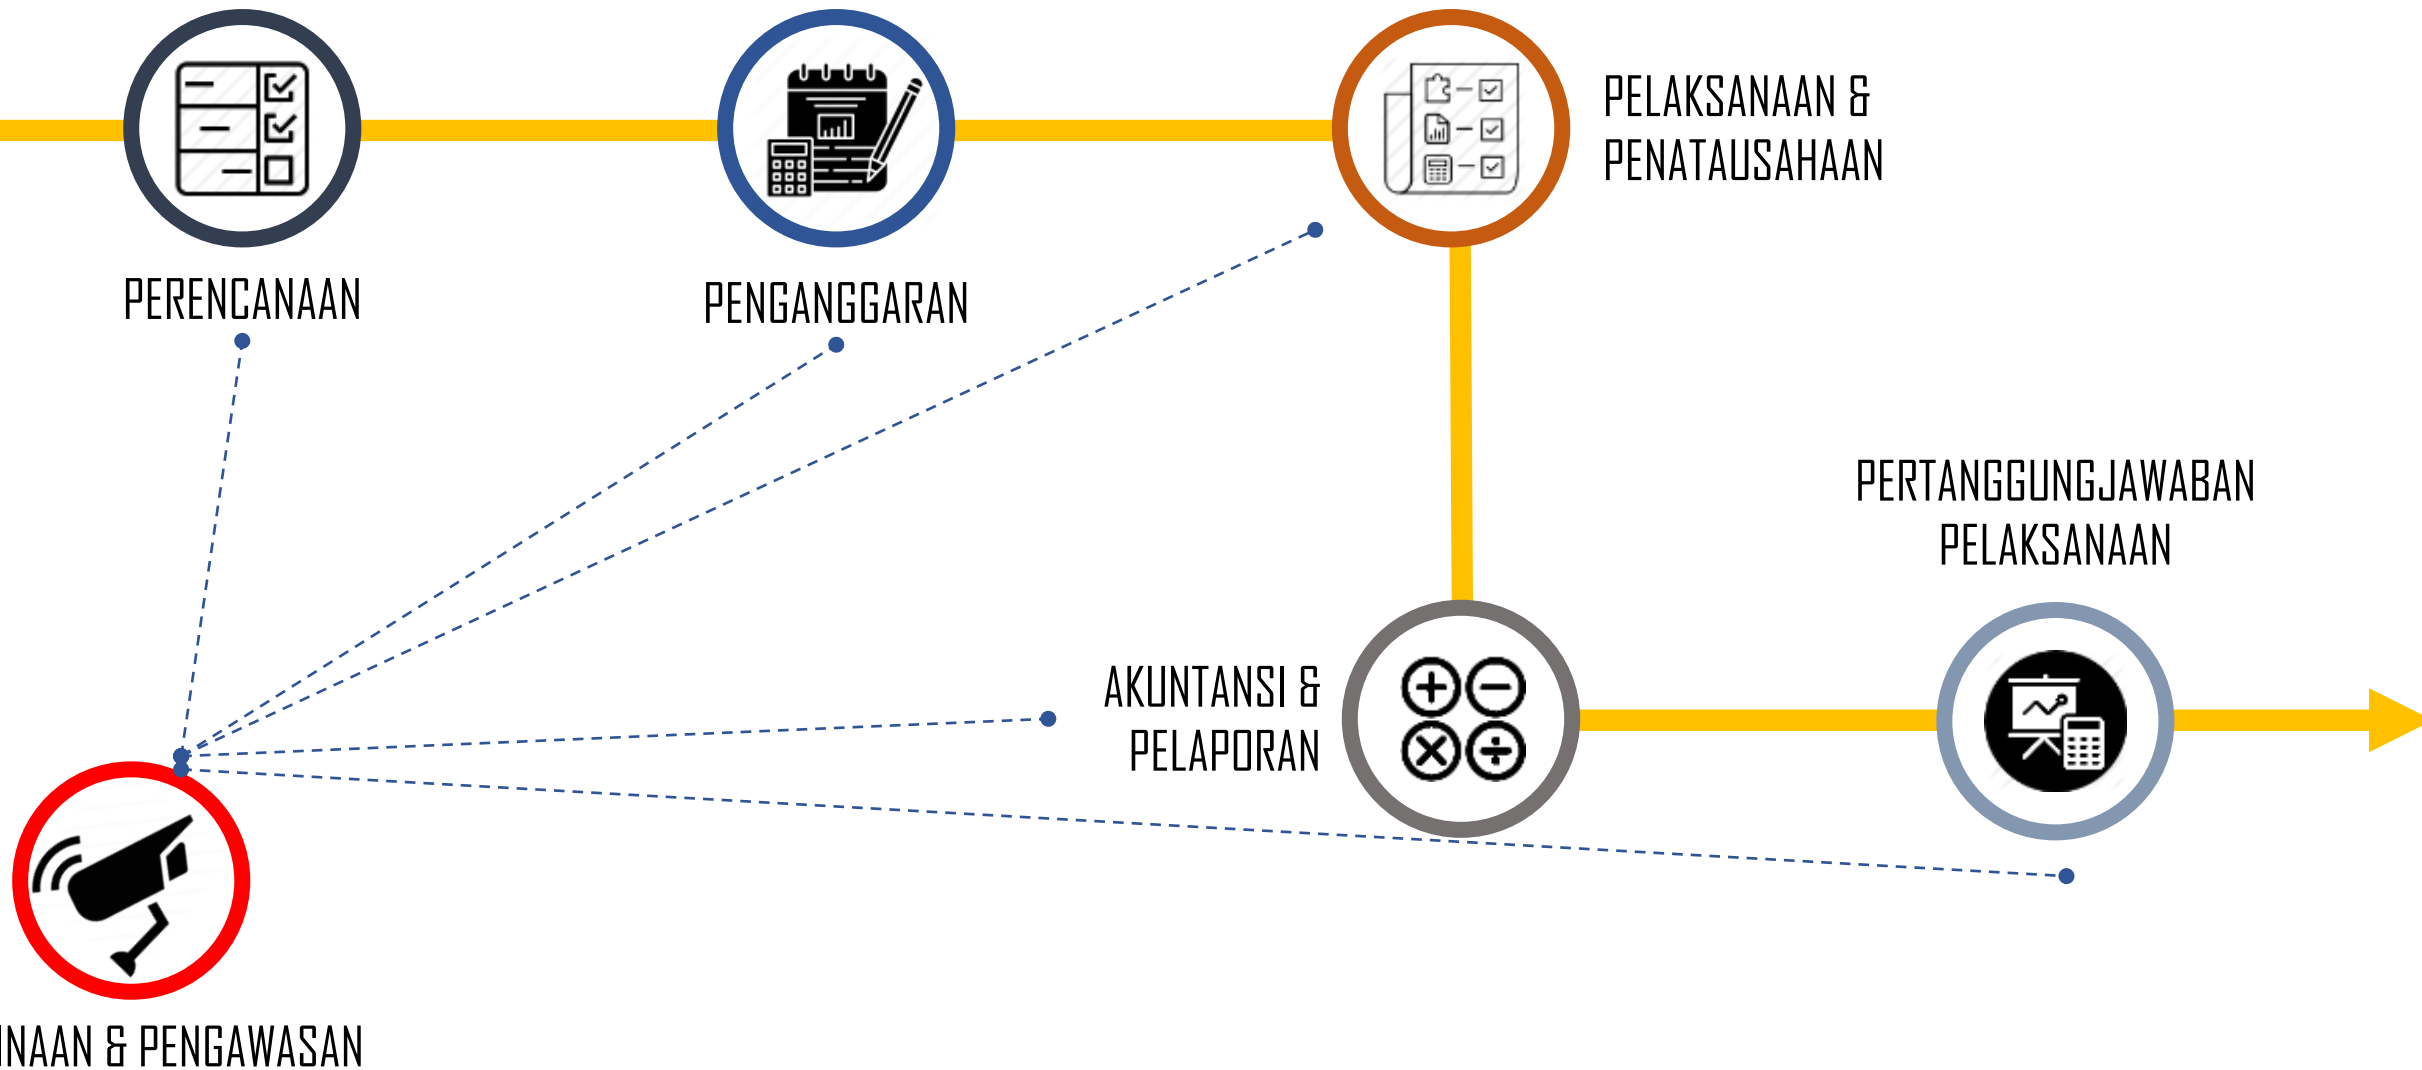 PELAKSANAAN &
PENATAUSAHAAN
PERENCANAAN
PENGANGGARAN
PERTANGGUNGJAWABAN
PELAKSANAAN
AKUNTANSI &
PELAPORAN
& PENGAWASAN